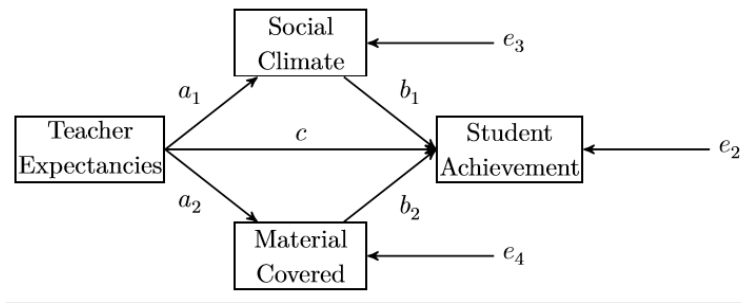 Social
Climate
e₃
a₁
b₁
Teacher
Expectancies
c
Student
Achievement
e₂
a₂
b₂
Material
Covered
e₄